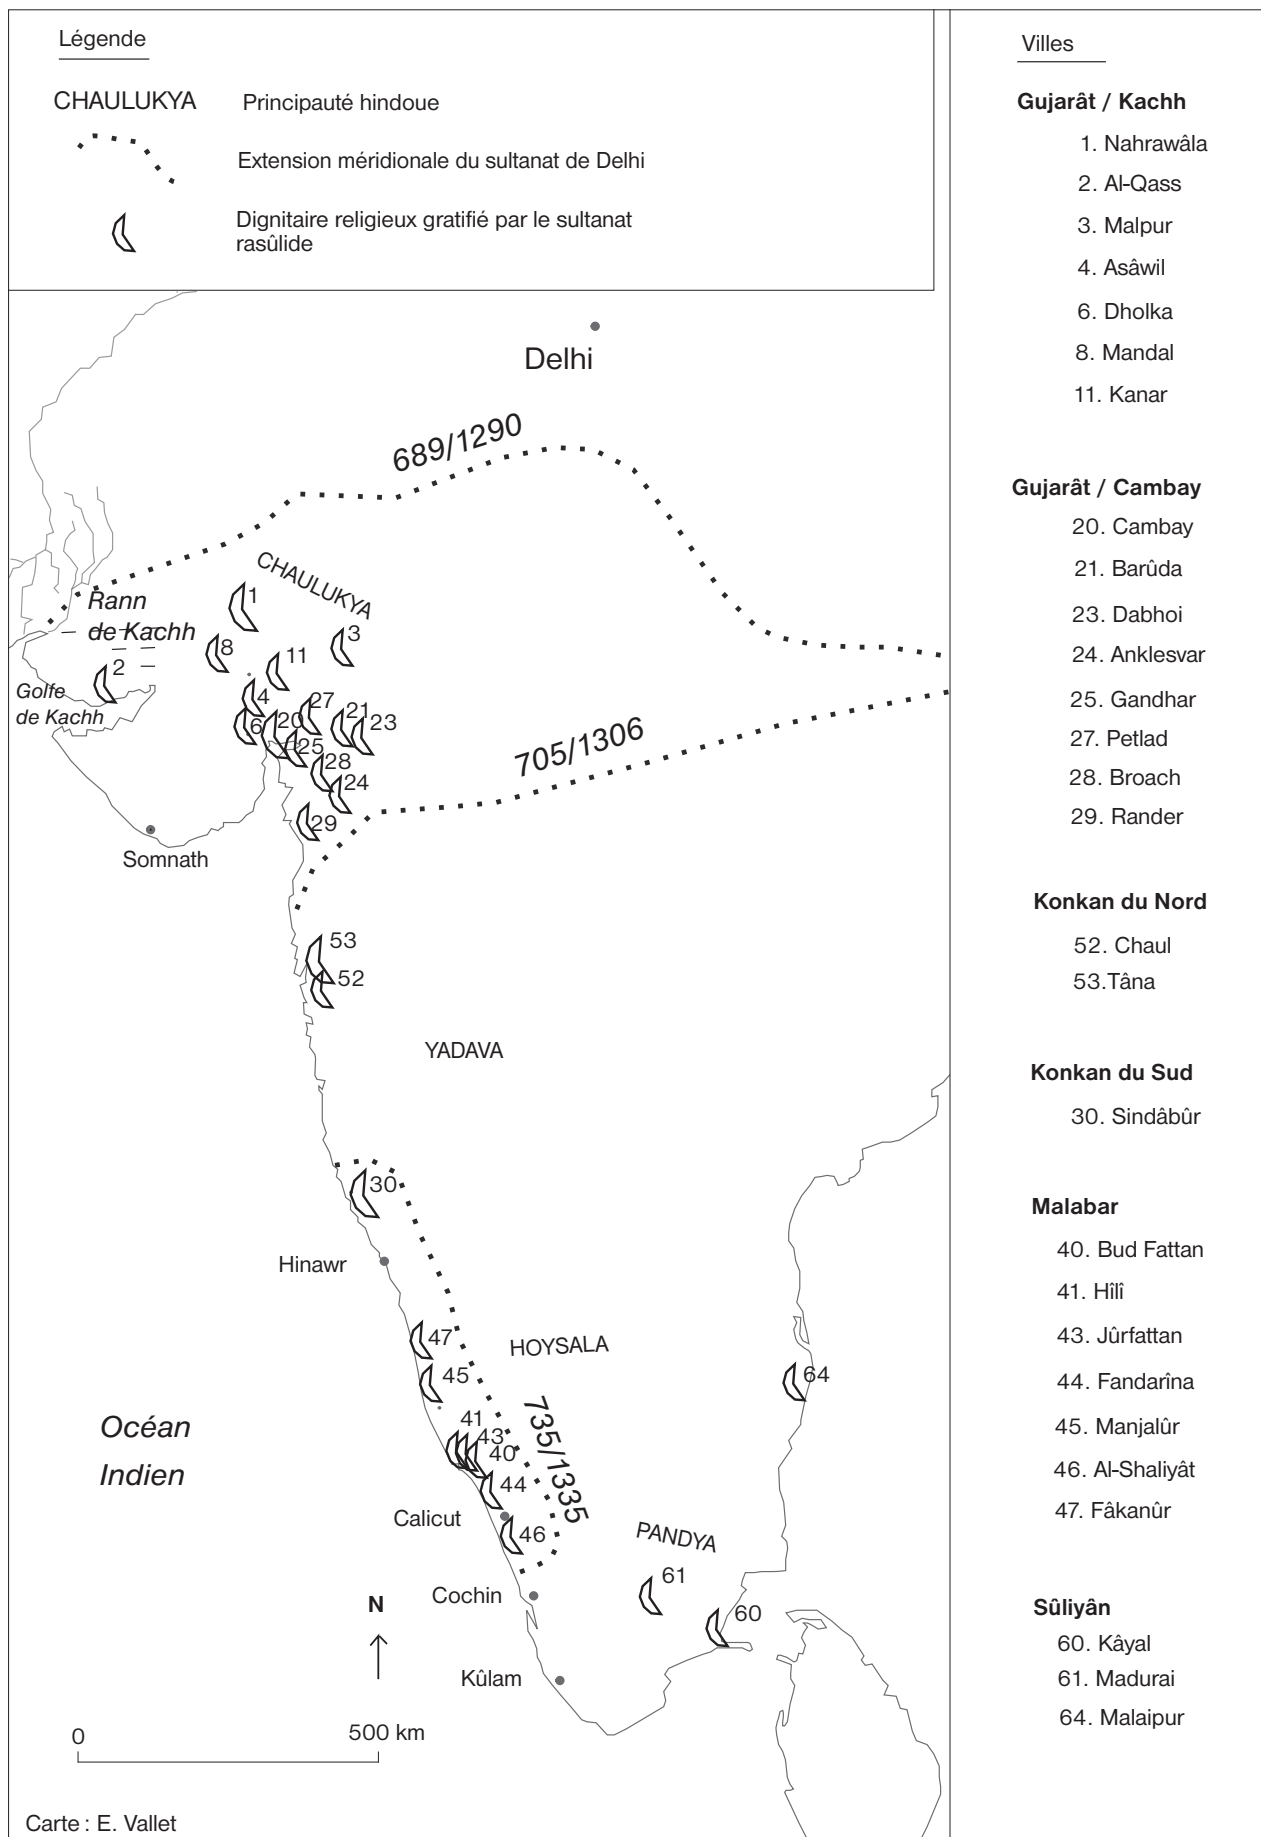 Légende
CHAULUKYA Principauté hindoue
Extension méridionale du sultanat de Delhi
Dignitaire religieux gratifié par le sultanat
rasûlide
Delhi
689/1290
CHAULUKYA
Rann
de Kachh
1
3
8
11
2
Golfe
de Kachh
4
27
6
20
21
23
25
28
24
29
705/1306
Somnath
53
52
YADAVA
30
Hinawr
47
HOYSALA
45
64
41
43
40
735/1335
Océan
Indien
44
Calicut
46
PANDYA
61
Cochin
60
N
Kûlam
0
500 km
Carte : E. Vallet
Villes
Gujarât / Kachh
1. Nahrawâla
2. Al-Qass
3. Malpur
4. Asâwil
6. Dholka
8. Mandal
11. Kanar
Gujarât / Cambay
20. Cambay
21. Barûda
23. Dabhoi
24. Anklesvar
25. Gandhar
27. Petlad
28. Broach
29. Rander
Konkan du Nord
52. Chaul
53.Tâna
Konkan du Sud
30. Sindâbûr
Malabar
40. Bud Fattan
41. Hîlî
43. Jûrfattan
44. Fandarîna
45. Manjalûr
46. Al-Shaliyât
47. Fâkanûr
Sûliyân
60. Kâyal
61. Madurai
64. Malaipur